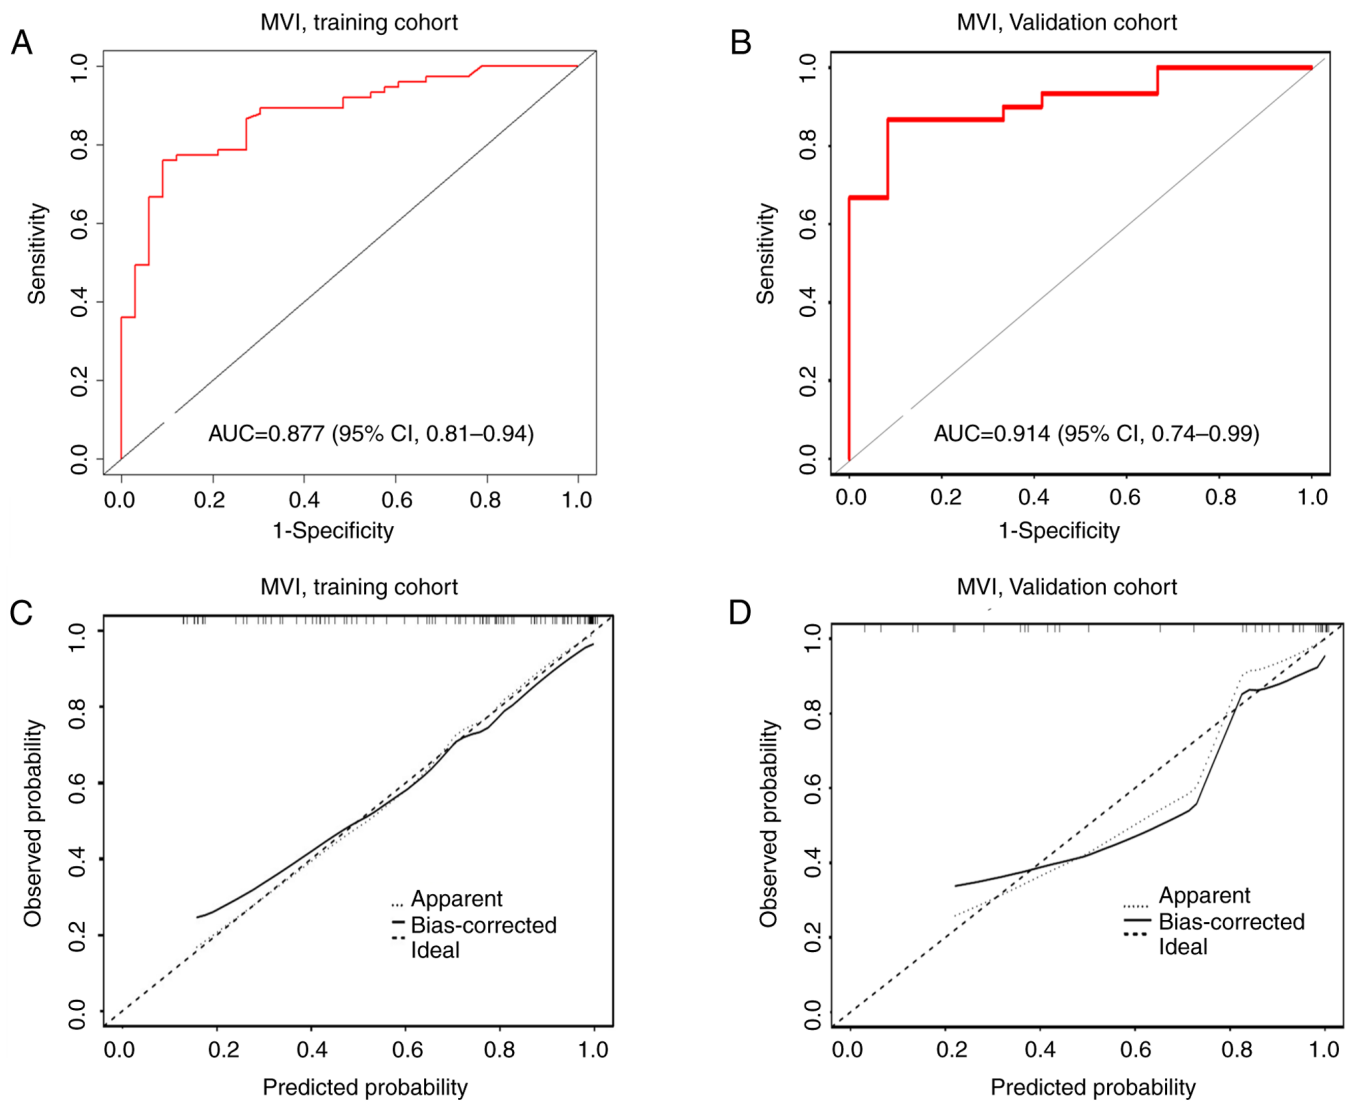 A
MVI, training cohort
Sensitivity
1.0
0.8
0.6
0.4
0.2
0.0
AUC=0.877 (95% CI, 0.81–0.94)
0.0 0.2 0.4 0.6 0.8 1.0
1-Specificity
B
MVI, Validation cohort
Sensitivity
1.0
0.8
0.6
0.4
0.2
0.0
AUC=0.914 (95% CI, 0.74–0.99)
0.0 0.2 0.4 0.6 0.8 1.0
1-Specificity
C
MVI, training cohort
Observed probability
1.0
0.8
0.6
0.4
0.2
0.0
Apparent
Bias-corrected
Ideal
0.0 0.2 0.4 0.6 0.8 1.0
Predicted probability
D
MVI, Validation cohort
Observed probability
1.0
0.8
0.6
0.4
0.2
0.0
Apparent
Bias-corrected
Ideal
0.0 0.2 0.4 0.6 0.8 1.0
Predicted probability